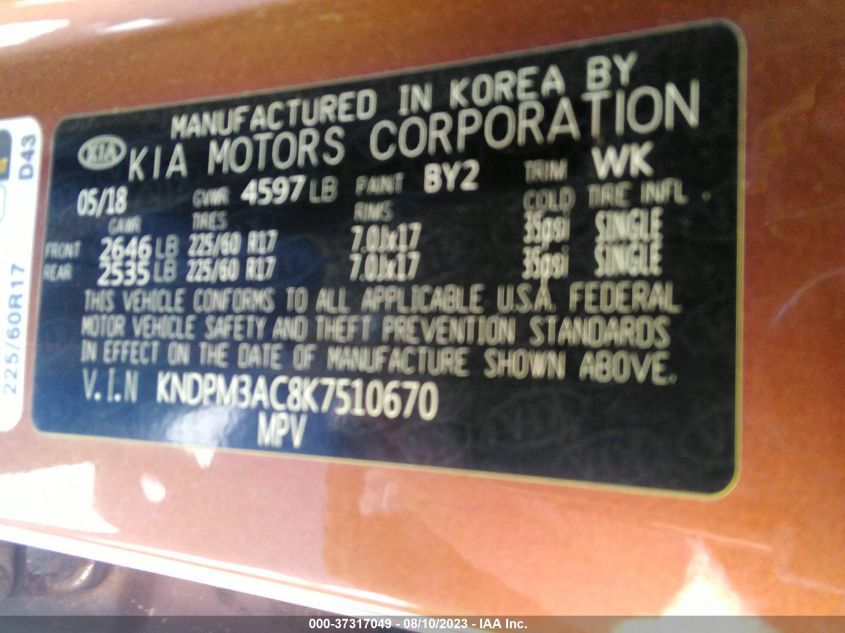 MANUFACTURED IN KOREA BY
KIA KIA MOTORS CORPORATION
05/18 GVWR 4597 LB PAINT BY2 TRIM WK
GAWR TIRES RIMS COLD TIRE INFL
FRONT 2646 LB 225/60 R17 7.0Jx17 35psi SINGLE
REAR 2535 LB 225/60 R17 7.0Jx17 35psi SINGLE
THIS VEHICLE CONFORMS TO ALL APPLICABLE U.S.A. FEDERAL
MOTOR VEHICLE SAFETY AND THEFT PREVENTION STANDARDS
IN EFFECT ON THE DATE OF MANUFACTURE SHOWN ABOVE.
V.I.N KNDPM3AC8K7510670
MPV
D43
225/60R17
000-37317049 - 08/10/2023 - IAA Inc.